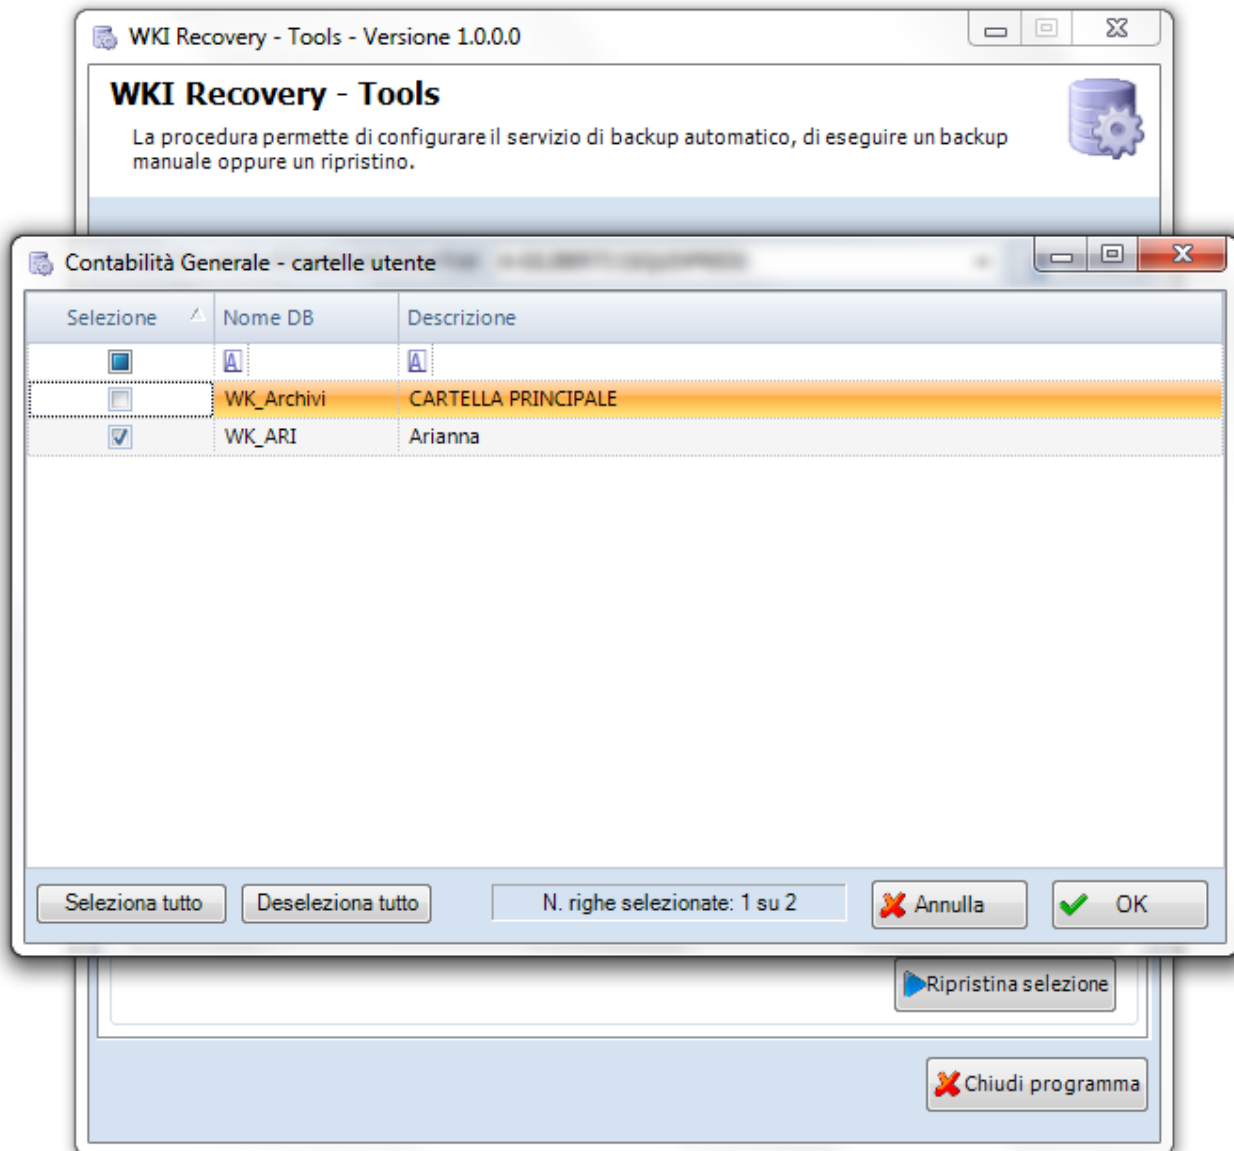 WKI Recovery - Tools - Versione 1.0.0.0
WKI Recovery - Tools
La procedura permette di configurare il servizio di backup automatico, di eseguire un backup
manuale oppure un ripristino.
Contabilità Generale - cartelle utente
Selezione Nome DB Descrizione
A A
WK_Archivi CARTELLA PRINCIPALE
WK_ARI Arianna
Seleziona tutto Deseleziona tutto N. righe selezionate: 1 su 2 Annulla OK
Ripristina selezione
Chiudi programma